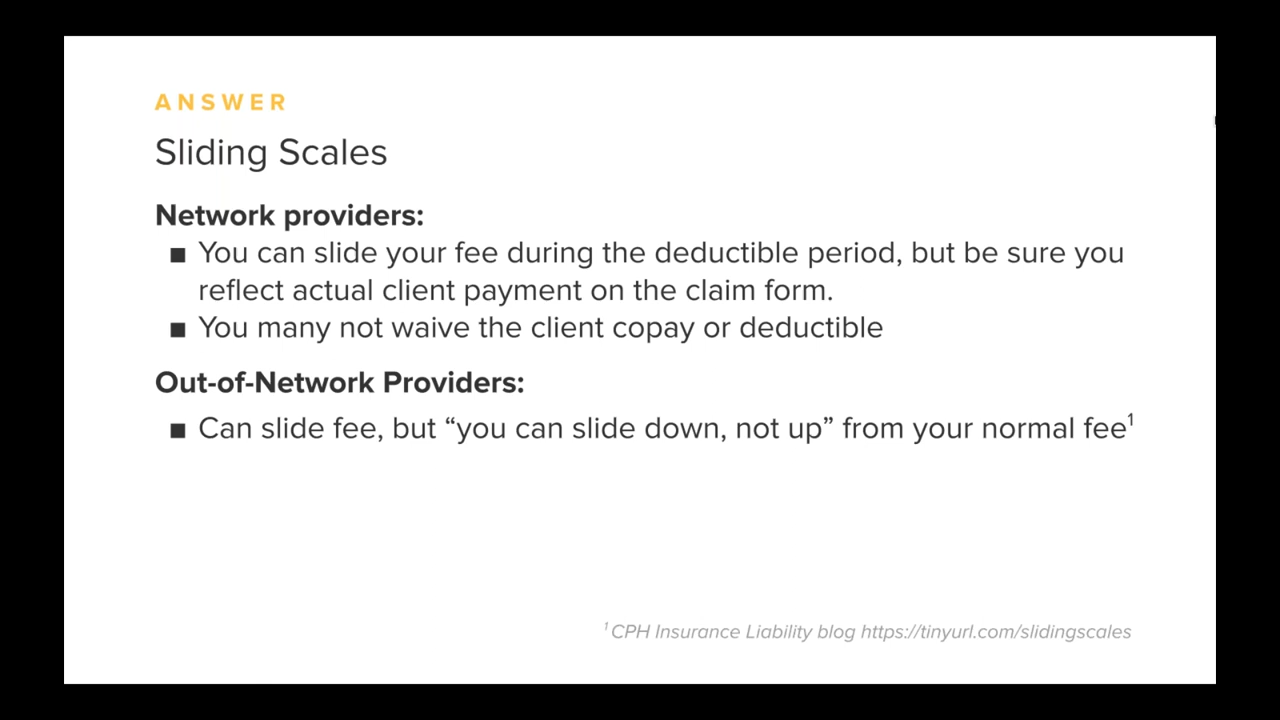 ANSWER
Sliding Scales
Network providers:
▪ You can slide your fee during the deductible period, but be sure you
reflect actual client payment on the claim form.
▪ You many not waive the client copay or deductible
Out-of-Network Providers:
▪ Can slide fee, but “you can slide down, not up” from your normal fee¹
¹ CPH Insurance Liability blog https://tinyurl.com/slidingscales